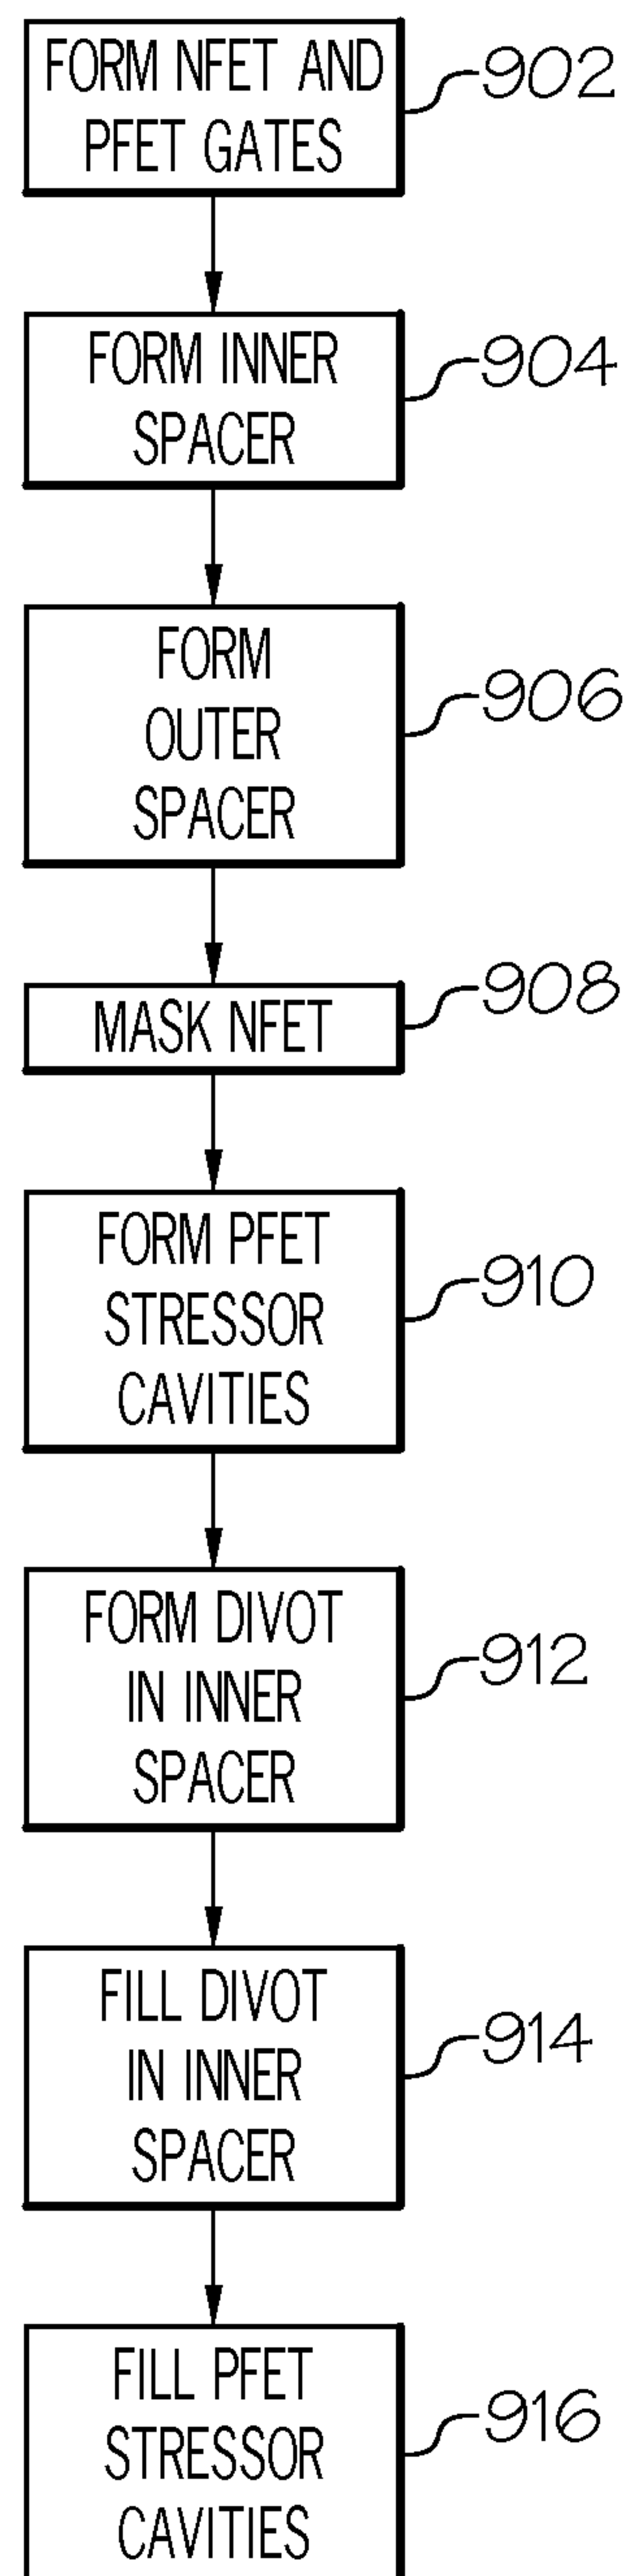 FORM NFET AND
PFET GATES
902
FORM INNER
SPACER
904
FORM
OUTER
SPACER
906
MASK NFET
908
FORM PFET
STRESSOR
CAVITIES
910
FORM DIVOT
IN INNER
SPACER
912
FILL DIVOT
IN INNER
SPACER
914
FILL PFET
STRESSOR
CAVITIES
916